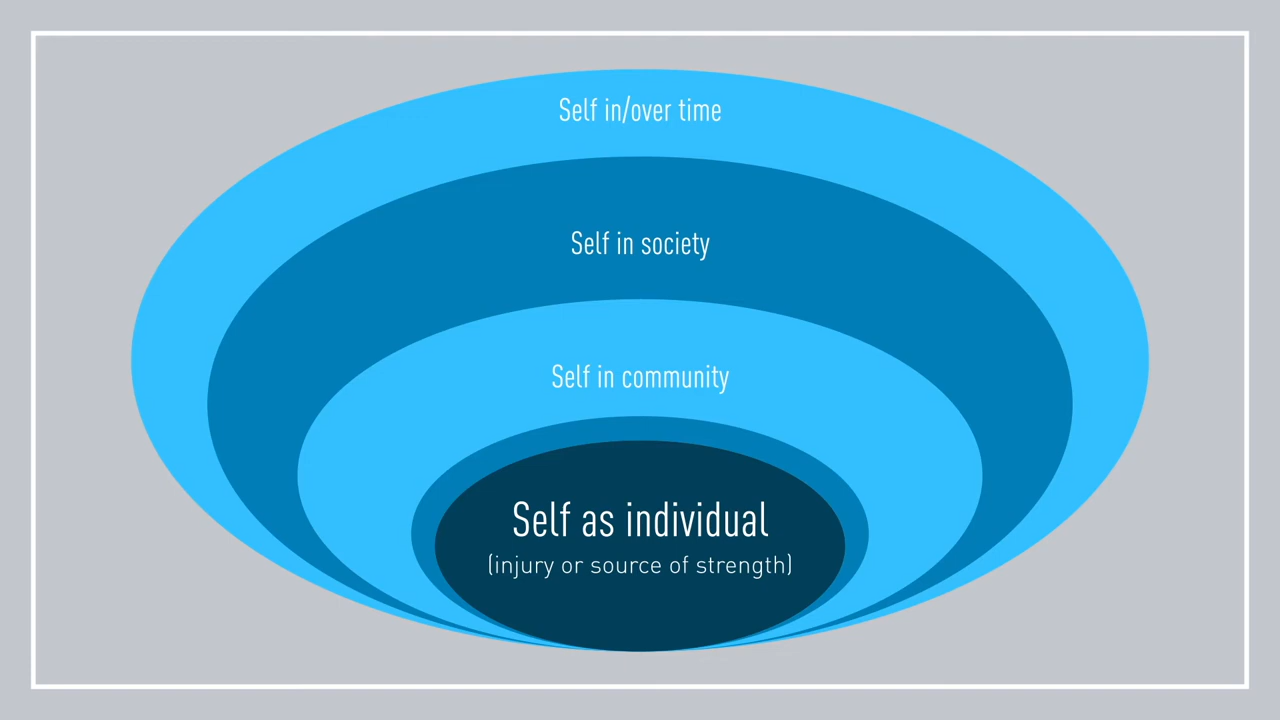 Self in/over time
Self in society
Self in community
Self as individual
(injury or source of strength)